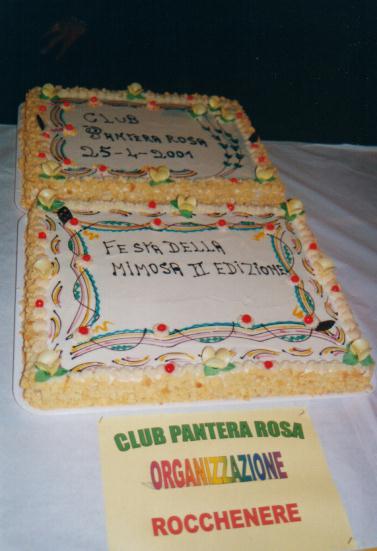 CLUB
PANTERA ROSA
25-4-2001
FESTA DELLA
MIMOSA II EDIZIONE
CLUB PANTERA ROSA
ORGANIZZAZIONE
ROCCHENERE